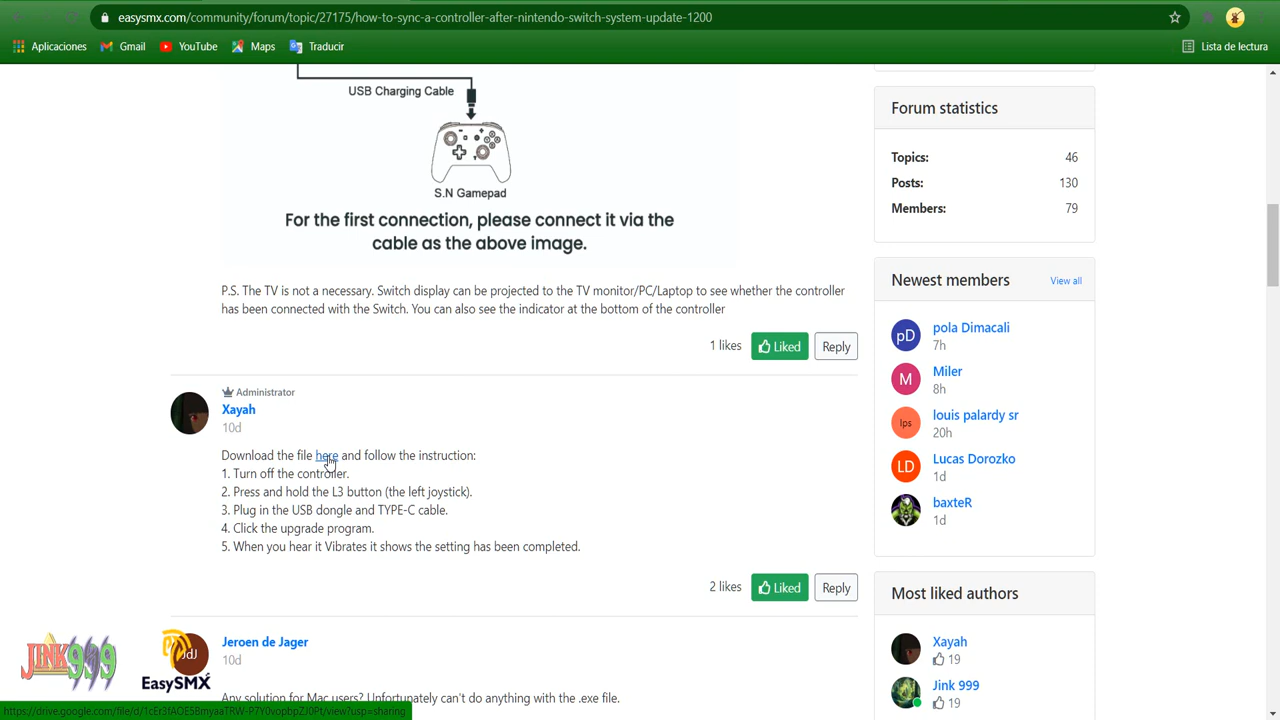 easysmx.com/community/forum/topic/27175/how-to-sync-a-controller-after-nintendo-switch-system-update-1200
Aplicaciones
Gmail
YouTube
Maps
Traducir
Lista de lectura
USB Charging Cable
S.N Gamepad
For the first connection, please connect it via the
cable as the above image.
P.S. The TV is not a necessary. Switch display can be projected to the TV monitor/PC/Laptop to see whether the controller
has been connected with the Switch. You can also see the indicator at the bottom of the controller
1 likes
Liked
Reply
Administrator
Xayah
10d
Download the file here and follow the instruction:
1. Turn off the controller.
2. Press and hold the L3 button (the left joystick).
3. Plug in the USB dongle and TYPE-C cable.
4. Click the upgrade program.
5. When you hear it Vibrates it shows the setting has been completed.
2 likes
Liked
Reply
Jeroen de Jager
10d
Any solution for Mac users? Unfortunately can't do anything with the .exe file.
JINK999
JdJ
EasySMX
Forum statistics
Topics: 46
Posts: 130
Members: 79
Newest members
View all
pD
pola Dimacali
7h
M
Miler
8h
lps
louis palardy sr
20h
LD
Lucas Dorozko
1d
baxteR
1d
Most liked authors
Xayah
19
Jink 999
19